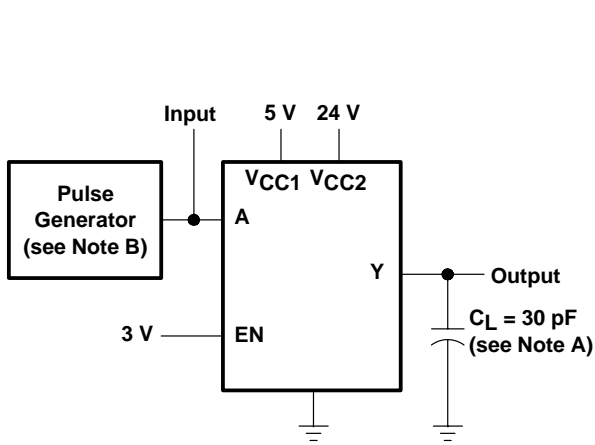 Input
5 V
24 V
VCC1
VCC2
Pulse
Generator
(see Note B)
A
Y
Output
CL = 30 pF
(see Note A)
3 V
EN